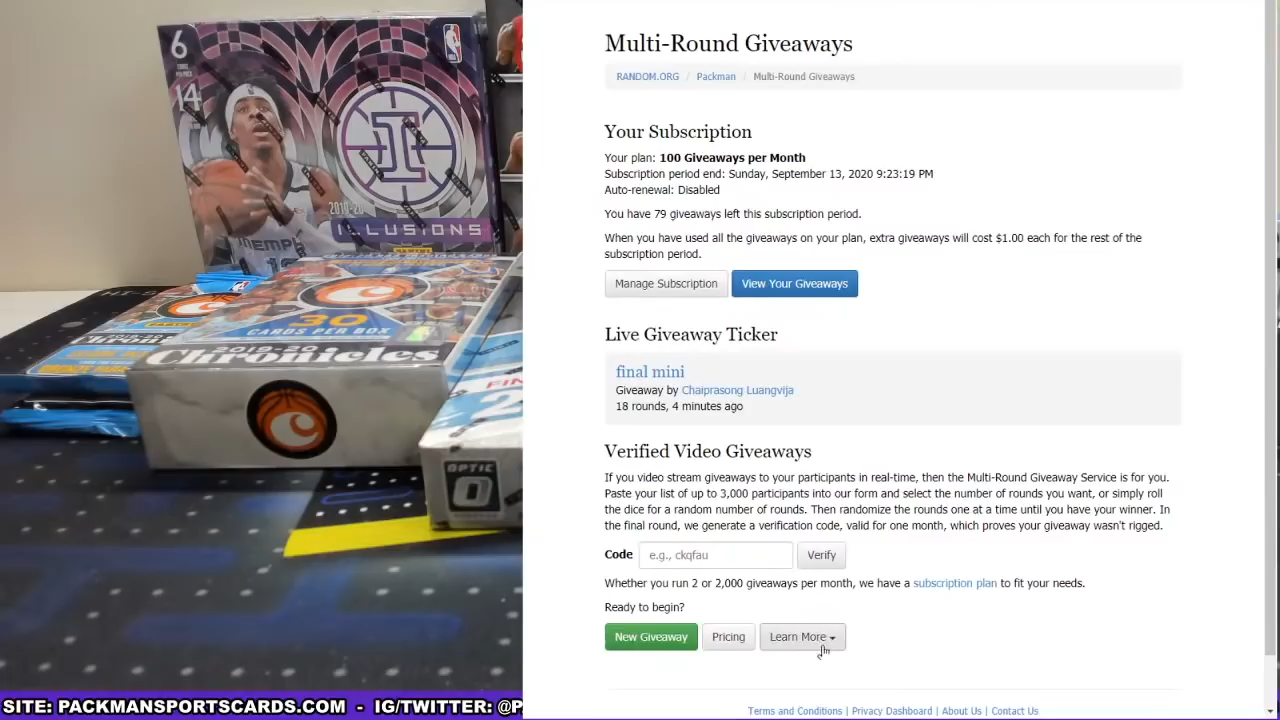 6
14
2019-20
ILLUSIONS
PANINI
MEMPHIS
30
CARDS PER BOX
2019-20
Chronicles
OPTIC
SITE: PACKMANSPORTSCARDS.COM - IG/TWITTER: @P
Multi-Round Giveaways
RANDOM.ORG / Packman / Multi-Round Giveaways
Your Subscription
Your plan: 100 Giveaways per Month
Subscription period end: Sunday, September 13, 2020 9:23:19 PM
Auto-renewal: Disabled
You have 79 giveaways left this subscription period.
When you have used all the giveaways on your plan, extra giveaways will cost $1.00 each for the rest of the
subscription period.
Manage Subscription View Your Giveaways
Live Giveaway Ticker
final mini
Giveaway by Chaiprasong Luangvija
18 rounds, 4 minutes ago
Verified Video Giveaways
If you video stream giveaways to your participants in real-time, then the Multi-Round Giveaway Service is for you.
Paste your list of up to 3,000 participants into our form and select the number of rounds you want, or simply roll
the dice for a random number of rounds. Then randomize the rounds one at a time until you have your winner. In
the final round, we generate a verification code, valid for one month, which proves your giveaway wasn't rigged.
Code e.g., ckqfau Verify
Whether you run 2 or 2,000 giveaways per month, we have a subscription plan to fit your needs.
Ready to begin?
New Giveaway Pricing Learn More
Terms and Conditions | Privacy Dashboard | About Us | Contact Us